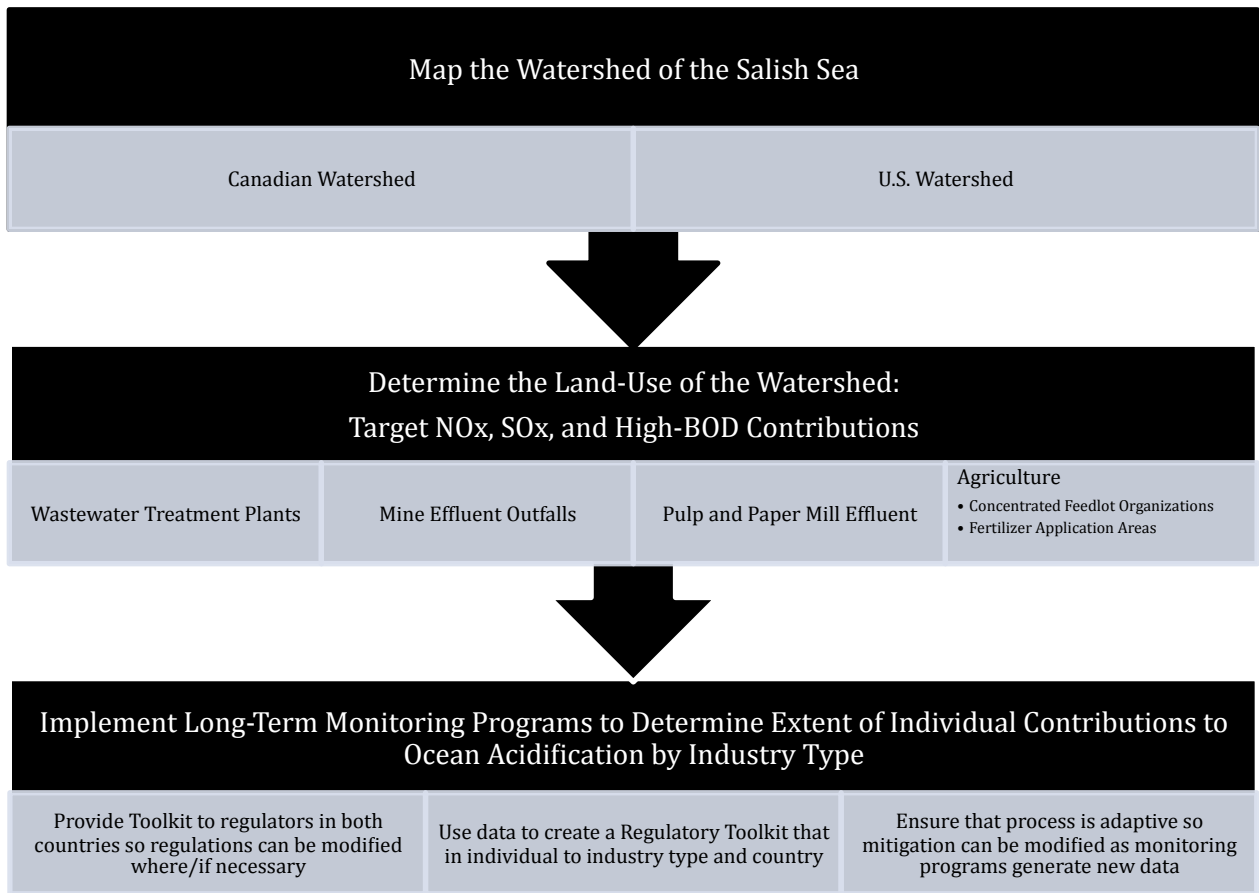 Map the Watershed of the Salish Sea
Canadian Watershed
U.S. Watershed
Determine the Land-Use of the Watershed:
Target NOx, SOx, and High-BOD Contributions
Wastewater Treatment Plants
Mine Effluent Outfalls
Pulp and Paper Mill Effluent
Agriculture
• Concentrated Feedlot Organizations
• Fertilizer Application Areas
Implement Long-Term Monitoring Programs to Determine Extent of Individual Contributions to
Ocean Acidification by Industry Type
Provide Toolkit to regulators in both
countries so regulations can be modified
where/if necessary
Use data to create a Regulatory Toolkit that
in individual to industry type and country
Ensure that process is adaptive so
mitigation can be modified as monitoring
programs generate new data